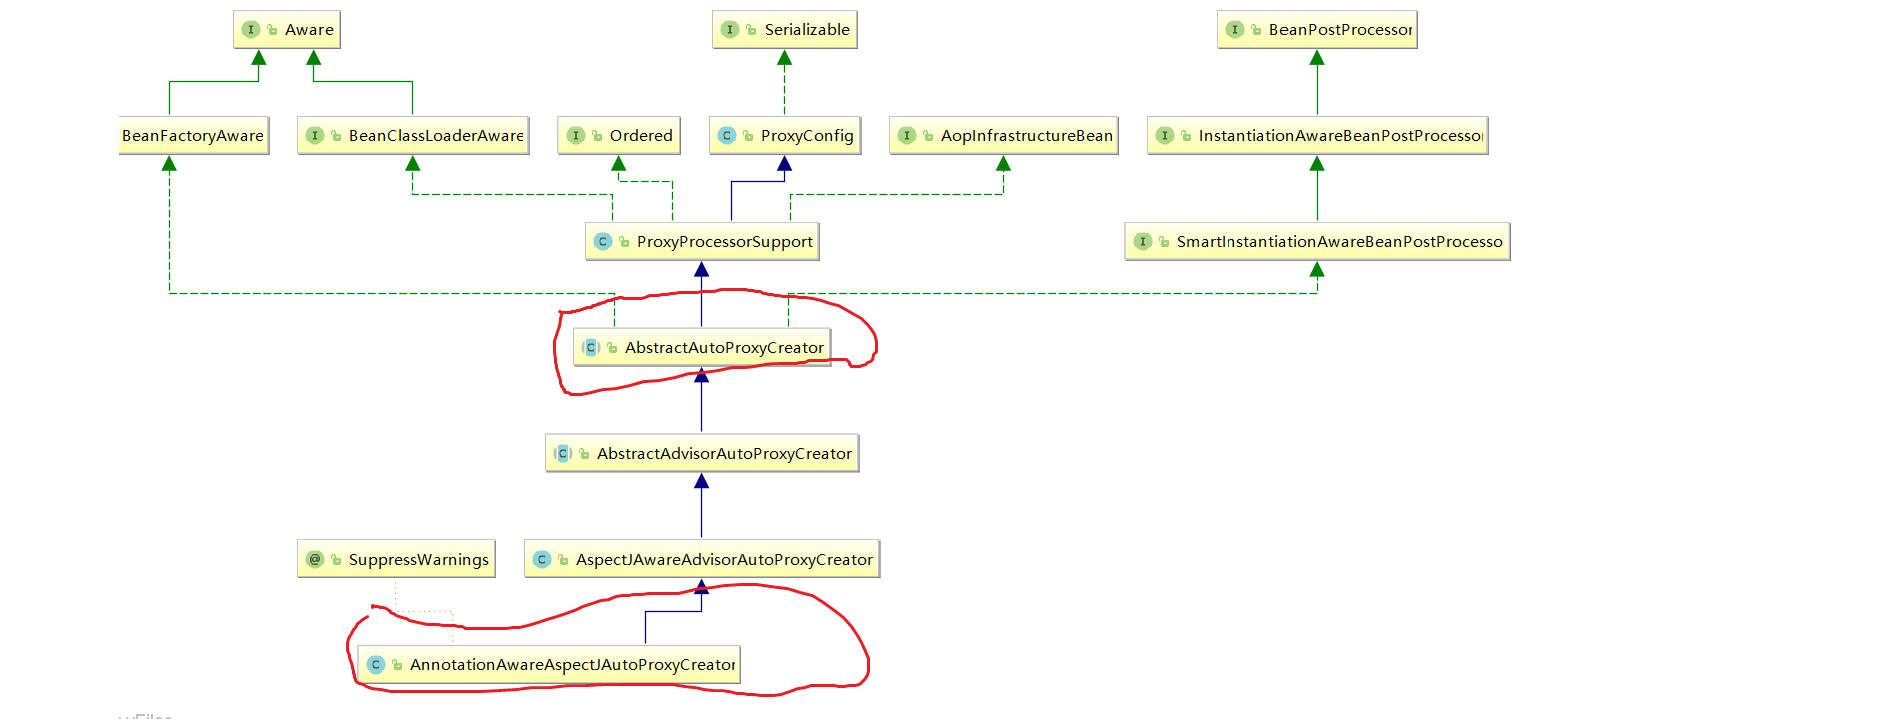 Aware
Serializable
BeanPostProcessor
BeanFactoryAware
BeanClassLoaderAware
Ordered
ProxyConfig
AopInfrastructureBean
InstantiationAwareBeanPostProcessor
ProxyProcessorSupport
SmartInstantiationAwareBeanPostProcesso
AbstractAutoProxyCreator
AbstractAdvisorAutoProxyCreator
SuppressWarnings
AspectJAwareAdvisorAutoProxyCreator
AnnotationAwareAspectJAutoProxyCreator